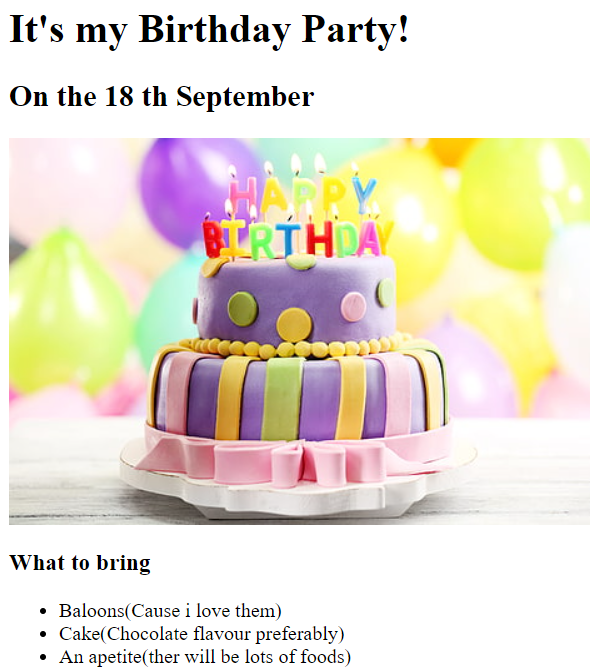 It's my Birthday Party!
On the 18 th September
HAPPY
BIRTHDAY
What to bring
Baloons(Cause i love them)
Cake(Chocolate flavour preferably)
An apetite(ther will be lots of foods)